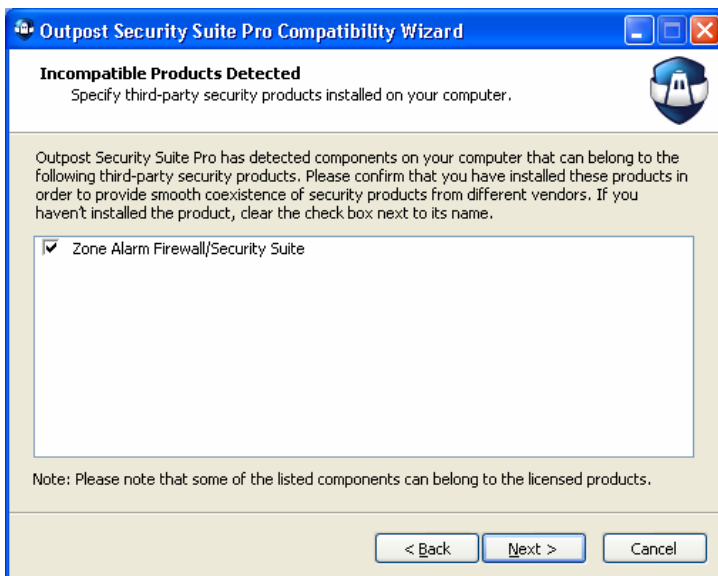 Outpost Security Suite Pro Compatibility Wizard
Incompatible Products Detected
Specify third-party security products installed on your computer.
Outpost Security Suite Pro has detected components on your computer that can belong to the
following third-party security products. Please confirm that you have installed these products in
order to provide smooth coexistence of security products from different vendors. If you
haven't installed the product, clear the check box next to its name.
Zone Alarm Firewall/Security Suite
Note: Please note that some of the listed components can belong to the licensed products.
< Back
Next >
Cancel